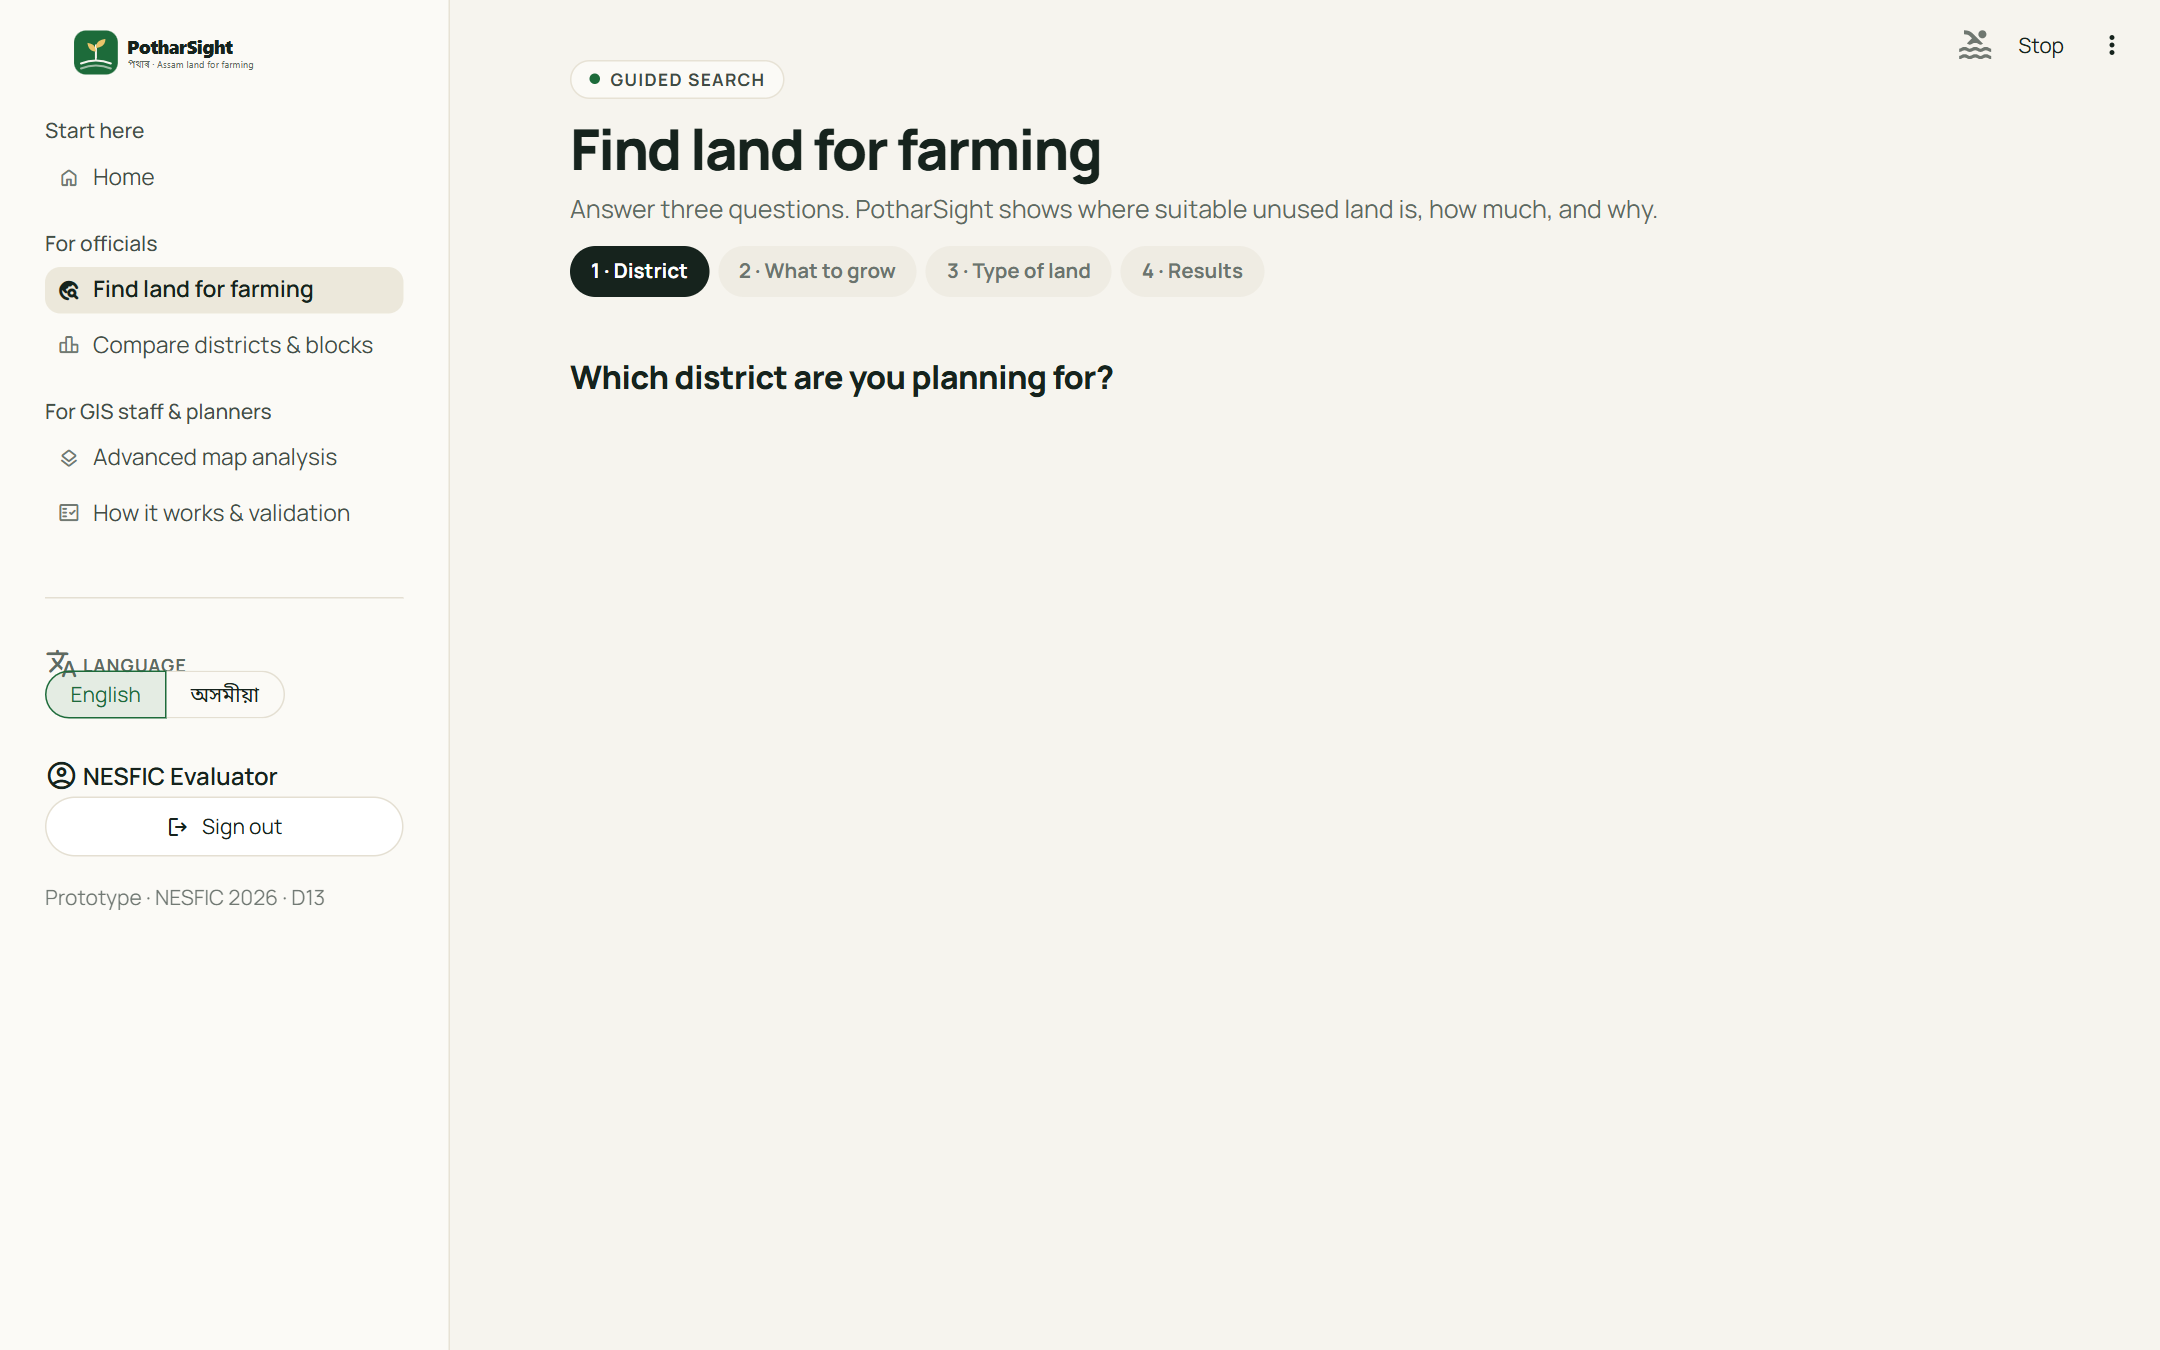 PotharSight
পথাৰ · Assam land for farming
Start here
Home
For officials
Find land for farming
Compare districts & blocks
For GIS staff & planners
Advanced map analysis
How it works & validation
LANGUAGE
English
অসমীয়া
NESFIC Evaluator
Sign out
Prototype · NESFIC 2026 · D13
Stop
GUIDED SEARCH
Find land for farming
Answer three questions. PotharSight shows where suitable unused land is, how much, and why.
1 · District
2 · What to grow
3 · Type of land
4 · Results
Which district are you planning for?